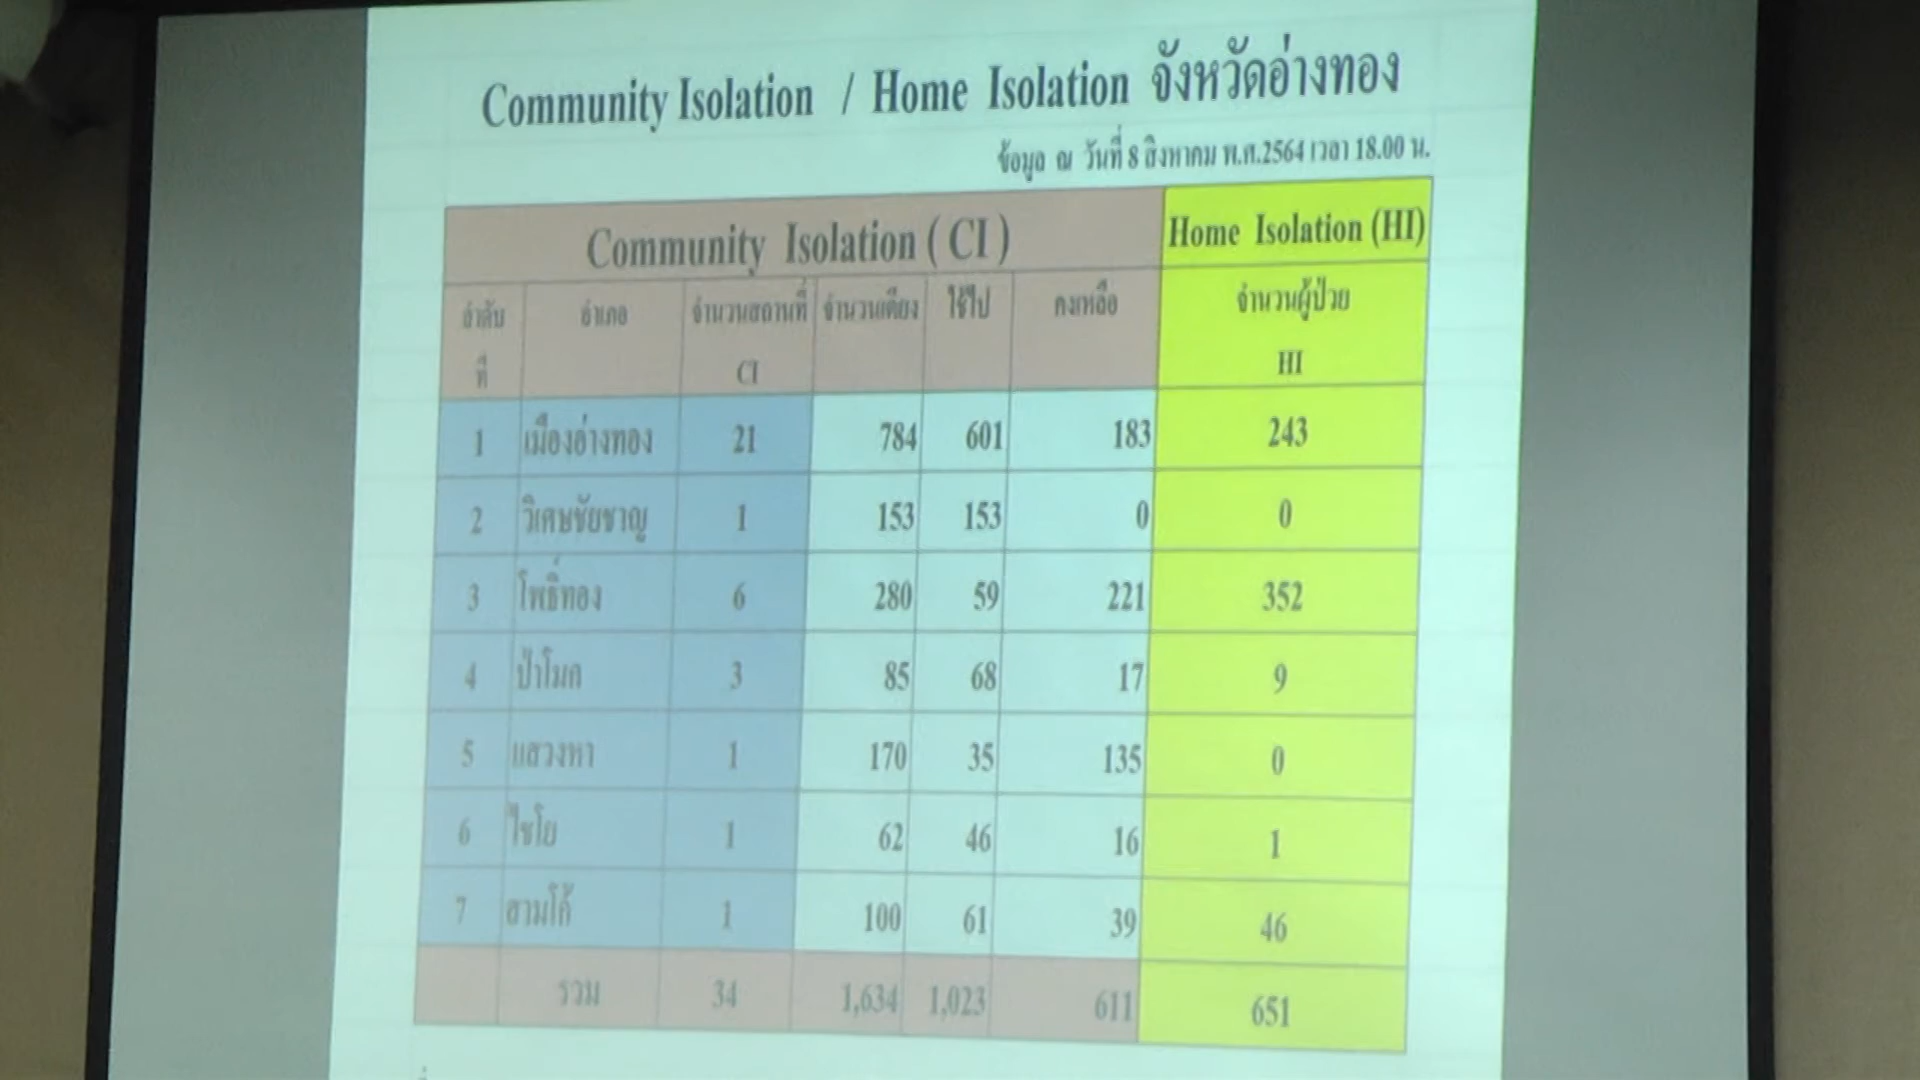 Community Isolation / Home Isolation จังหวัดอ่างทอง
ข้อมูล ณ วันที่ 8 สิงหาคม พ.ศ.2564 เวลา 18.00 น.
Community Isolation ( CI ) Home Isolation (HI)
ลำดับ อำเภอ จำนวนสถานที่ จำนวนเตียง ใช้ไป คงเหลือ จำนวนผู้ป่วย
ที่ CI HI
1 เมืองอ่างทอง 21 784 601 183 243
2 วิเศษชัยชาญ 1 153 153 0 0
3 โพธิ์ทอง 6 280 59 221 352
4 ป่าโมก 3 85 68 17 9
5 แสวงหา 1 170 35 135 0
6 ไชโย 1 62 46 16 1
7 สามโก้ 1 100 61 39 46
รวม 34 1,634 1,023 611 651